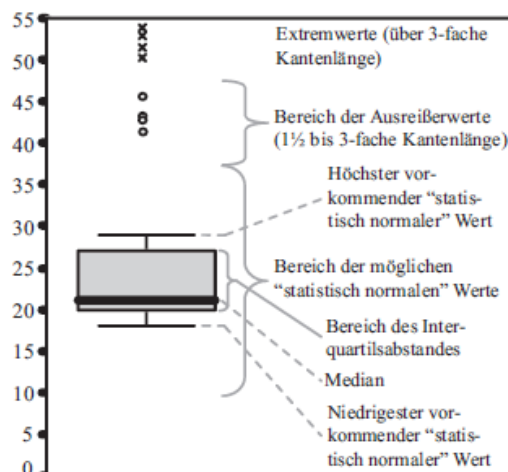 55
50
45
40
35
30
25
20
15
10
5
0
Extremwerte (über 3-fache
Kantenlänge)
Bereich der Ausreißerwerte
(1½ bis 3-fache Kantenlänge)
Höchster vor-
kommender “statis-
tisch normaler” Wert
Bereich der möglichen
“statistisch normalen” Werte
Bereich des Inter-
quartilsabstandes
Median
Niedrigester vor-
kommender “statis-
tisch normaler” Wert